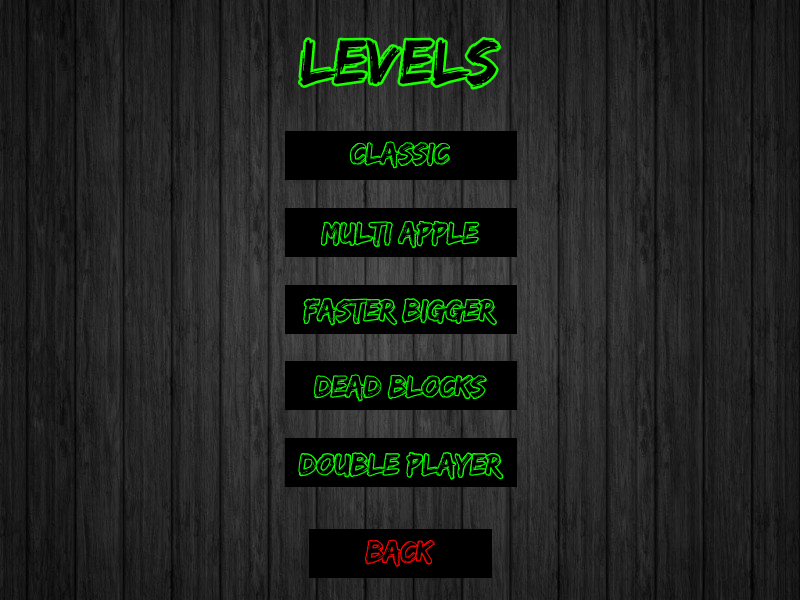 LEVELS
CLASSIC
MULTI APPLE
FASTER BIGGER
DEAD BLOCKS
DOUBLE PLAYER
BACK